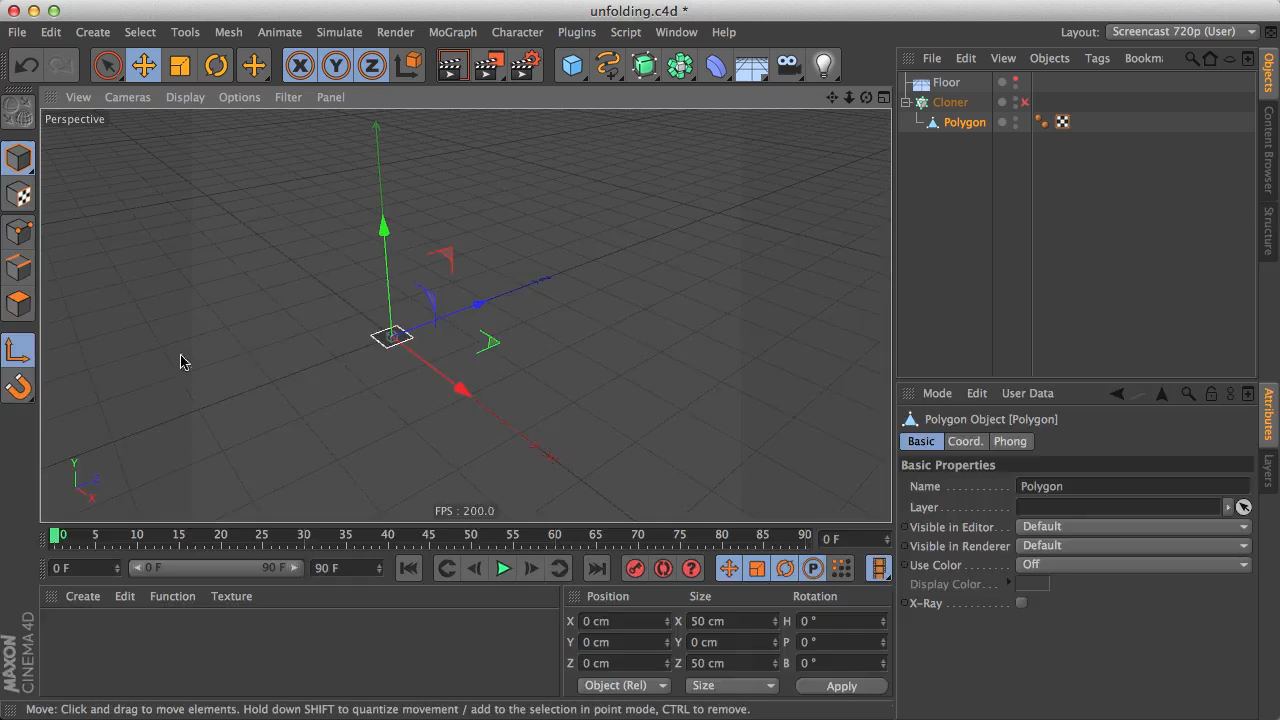 unfolding.c4d *
File Edit Create Select Tools Mesh MoGraph Animate Simulate Render Character Plugins Script Window Help
Layout: Screencast 720p (User)
X Y Z
File Edit View Objects Tags Bookm
View Cameras Display Options Filter Panel
Perspective
Floor
Cloner
Polygon
Objects
Content Browser
Structure
Y
Z
X
FPS : 200.0
Mode Edit User Data
Polygon Object [Polygon]
Basic Coord. Phong
Basic Properties
Name Polygon
Layer
Visible in Editor Default
Visible in Renderer Default
Use Color Off
Display Color
X-Ray
Attributes
Layers
0 5 10 15 20 25 30 35 40 45 50 55 60 65 70 75 80 85 90 0 F
0 F 0 F 90 F 90 F
Create Edit Function Texture
Position Size Rotation
X 0 cm X 50 cm H 0 °
Y 0 cm Y 0 cm P 0 °
Z 0 cm Z 50 cm B 0 °
Object (Rel) Size Apply
MAXON
CINEMA 4D
Move: Click and drag to move elements. Hold down SHIFT to quantize movement / add to the selection in point mode, CTRL to remove.